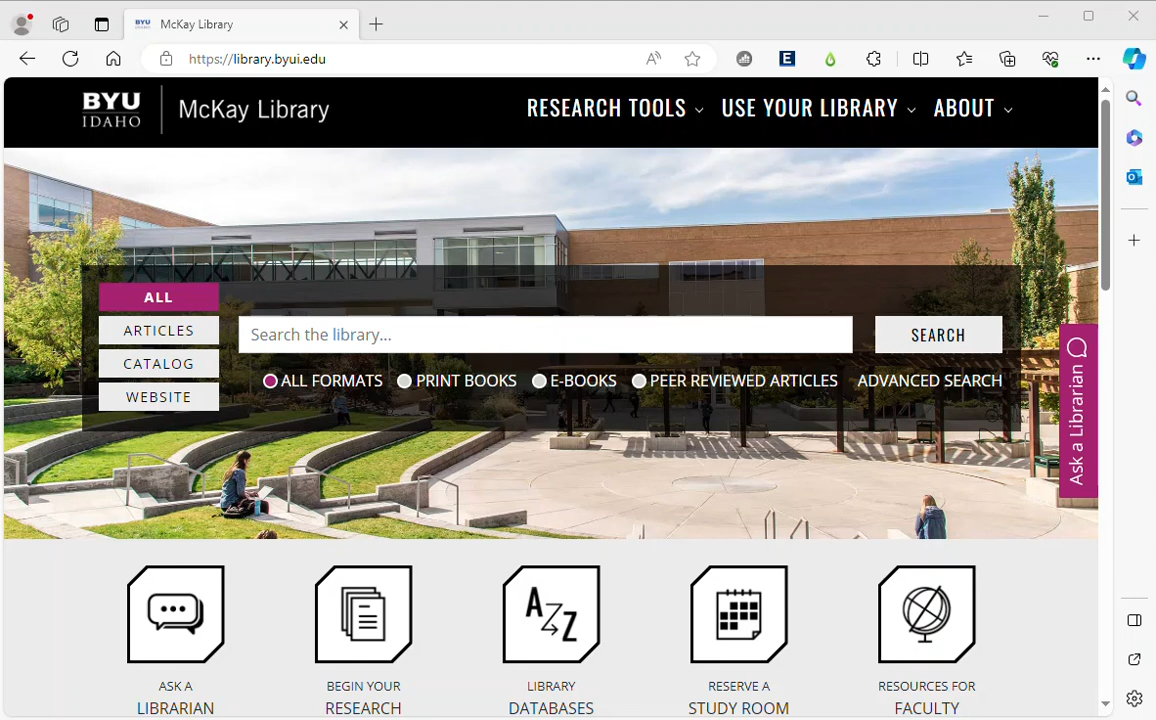 BYU McKay Library
https://library.byui.edu
BYU
IDAHO
McKay Library
RESEARCH TOOLS
USE YOUR LIBRARY
ABOUT
ALL
ARTICLES
CATALOG
WEBSITE
Search the library...
SEARCH
ALL FORMATS
PRINT BOOKS
E-BOOKS
PEER REVIEWED ARTICLES
ADVANCED SEARCH
Ask a Librarian
ASK A
LIBRARIAN
BEGIN YOUR
RESEARCH
LIBRARY
DATABASES
RESERVE A
STUDY ROOM
RESOURCES FOR
FACULTY